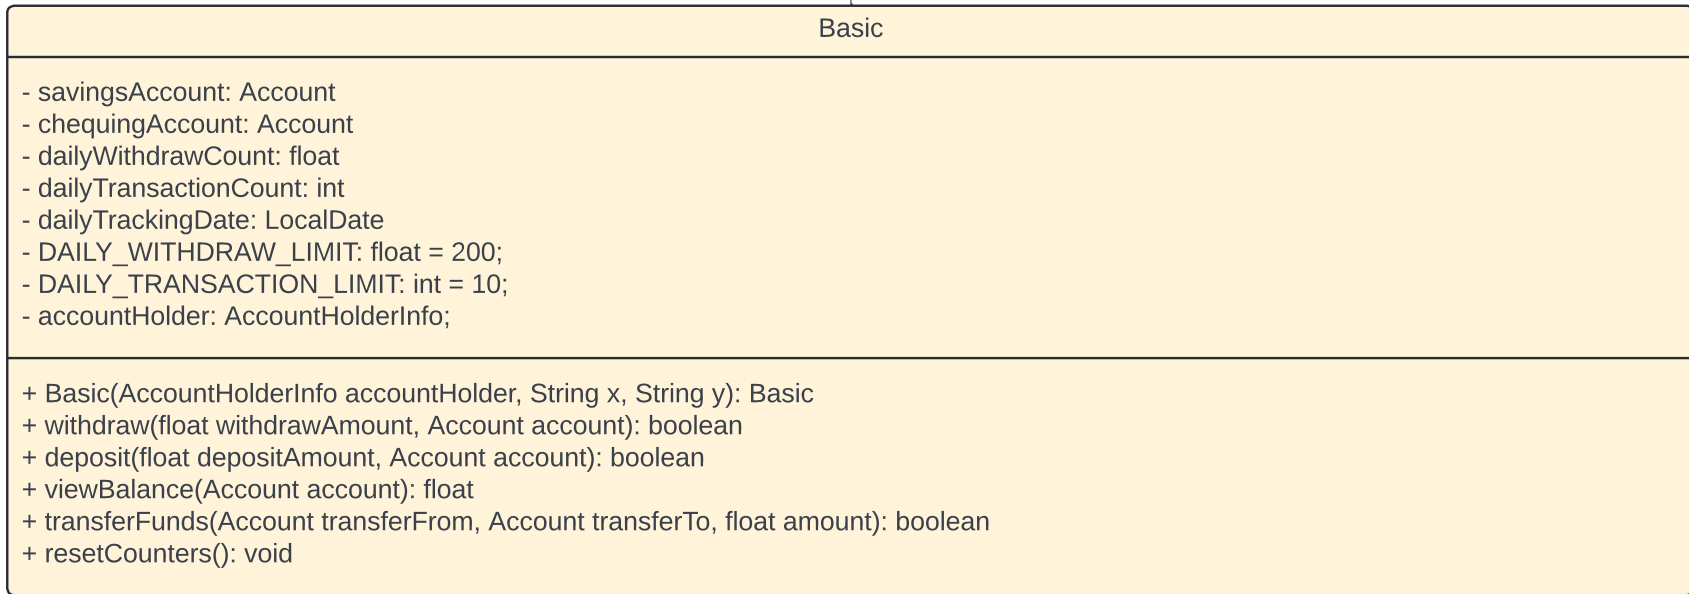 Basic
- savingsAccount: Account
- chequingAccount: Account
- dailyWithdrawCount: float
- dailyTransactionCount: int
- dailyTrackingDate: LocalDate
- DAILY_WITHDRAW_LIMIT: float = 200;
- DAILY_TRANSACTION_LIMIT: int = 10;
- accountHolder: AccountHolderInfo;
+ Basic(AccountHolderInfo accountHolder, String x, String y): Basic
+ withdraw(float withdrawAmount, Account account): boolean
+ deposit(float depositAmount, Account account): boolean
+ viewBalance(Account account): float
+ transferFunds(Account transferFrom, Account transferTo, float amount): boolean
+ resetCounters(): void